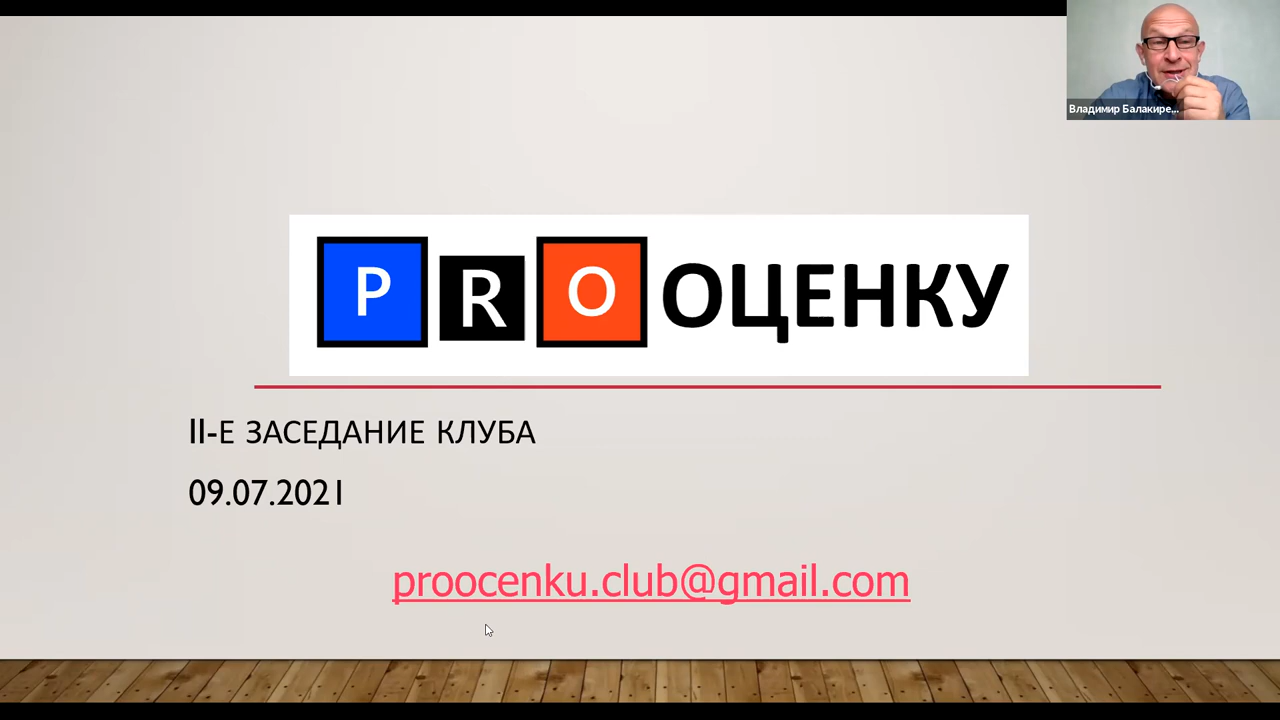 Владимир Балакире...
PRO ОЦЕНКУ
II-Е ЗАСЕДАНИЕ КЛУБА
09.07.2021
proocenku.club@gmail.com